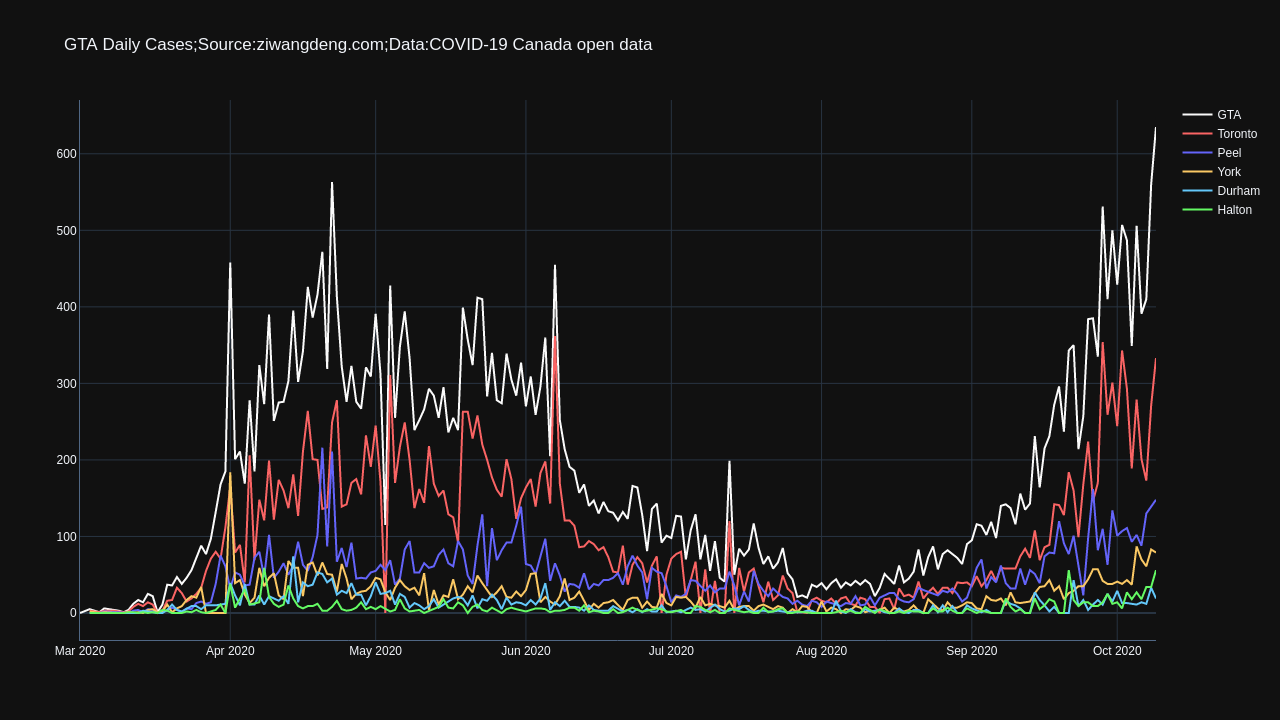 GTA Daily Cases;Source:ziwangdeng.com;Data:COVID-19 Canada open data
GTA
Toronto
Peel
York
Durham
Halton
600
500
400
300
200
100
0
Mar 2020 Apr 2020 May 2020 Jun 2020 Jul 2020 Aug 2020 Sep 2020 Oct 2020